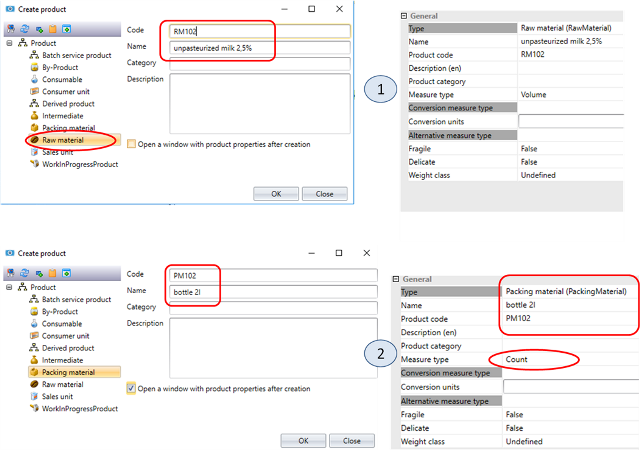 Create product
Product
Batch service product
By-Product
Consumable
Consumer unit
Derived product
Intermediate
Packing material
Raw material
Sales unit
WorkInProgressProduct
Code RM102
Name unpasteurized milk 2,5%
Category
Description
Open a window with product properties after creation
OK Close
1
General
Type Raw material (RawMaterial)
Name unpasteurized milk 2,5%
Product code RM102
Description (en)
Product category
Measure type Volume
Conversion measure type
Conversion units
Alternative measure type
Fragile False
Delicate False
Weight class Undefined
Create product
Product
Batch service product
By-Product
Consumable
Consumer unit
Derived product
Intermediate
Packing material
Raw material
Sales unit
WorkInProgressProduct
Code PM102
Name bottle 2l
Category
Description
Open a window with product properties after creation
OK Close
2
General
Type Packing material (PackingMaterial)
Name bottle 2l
Product code PM102
Description (en)
Product category
Measure type Count
Conversion measure type
Conversion units
Alternative measure type
Fragile False
Delicate False
Weight class Undefined